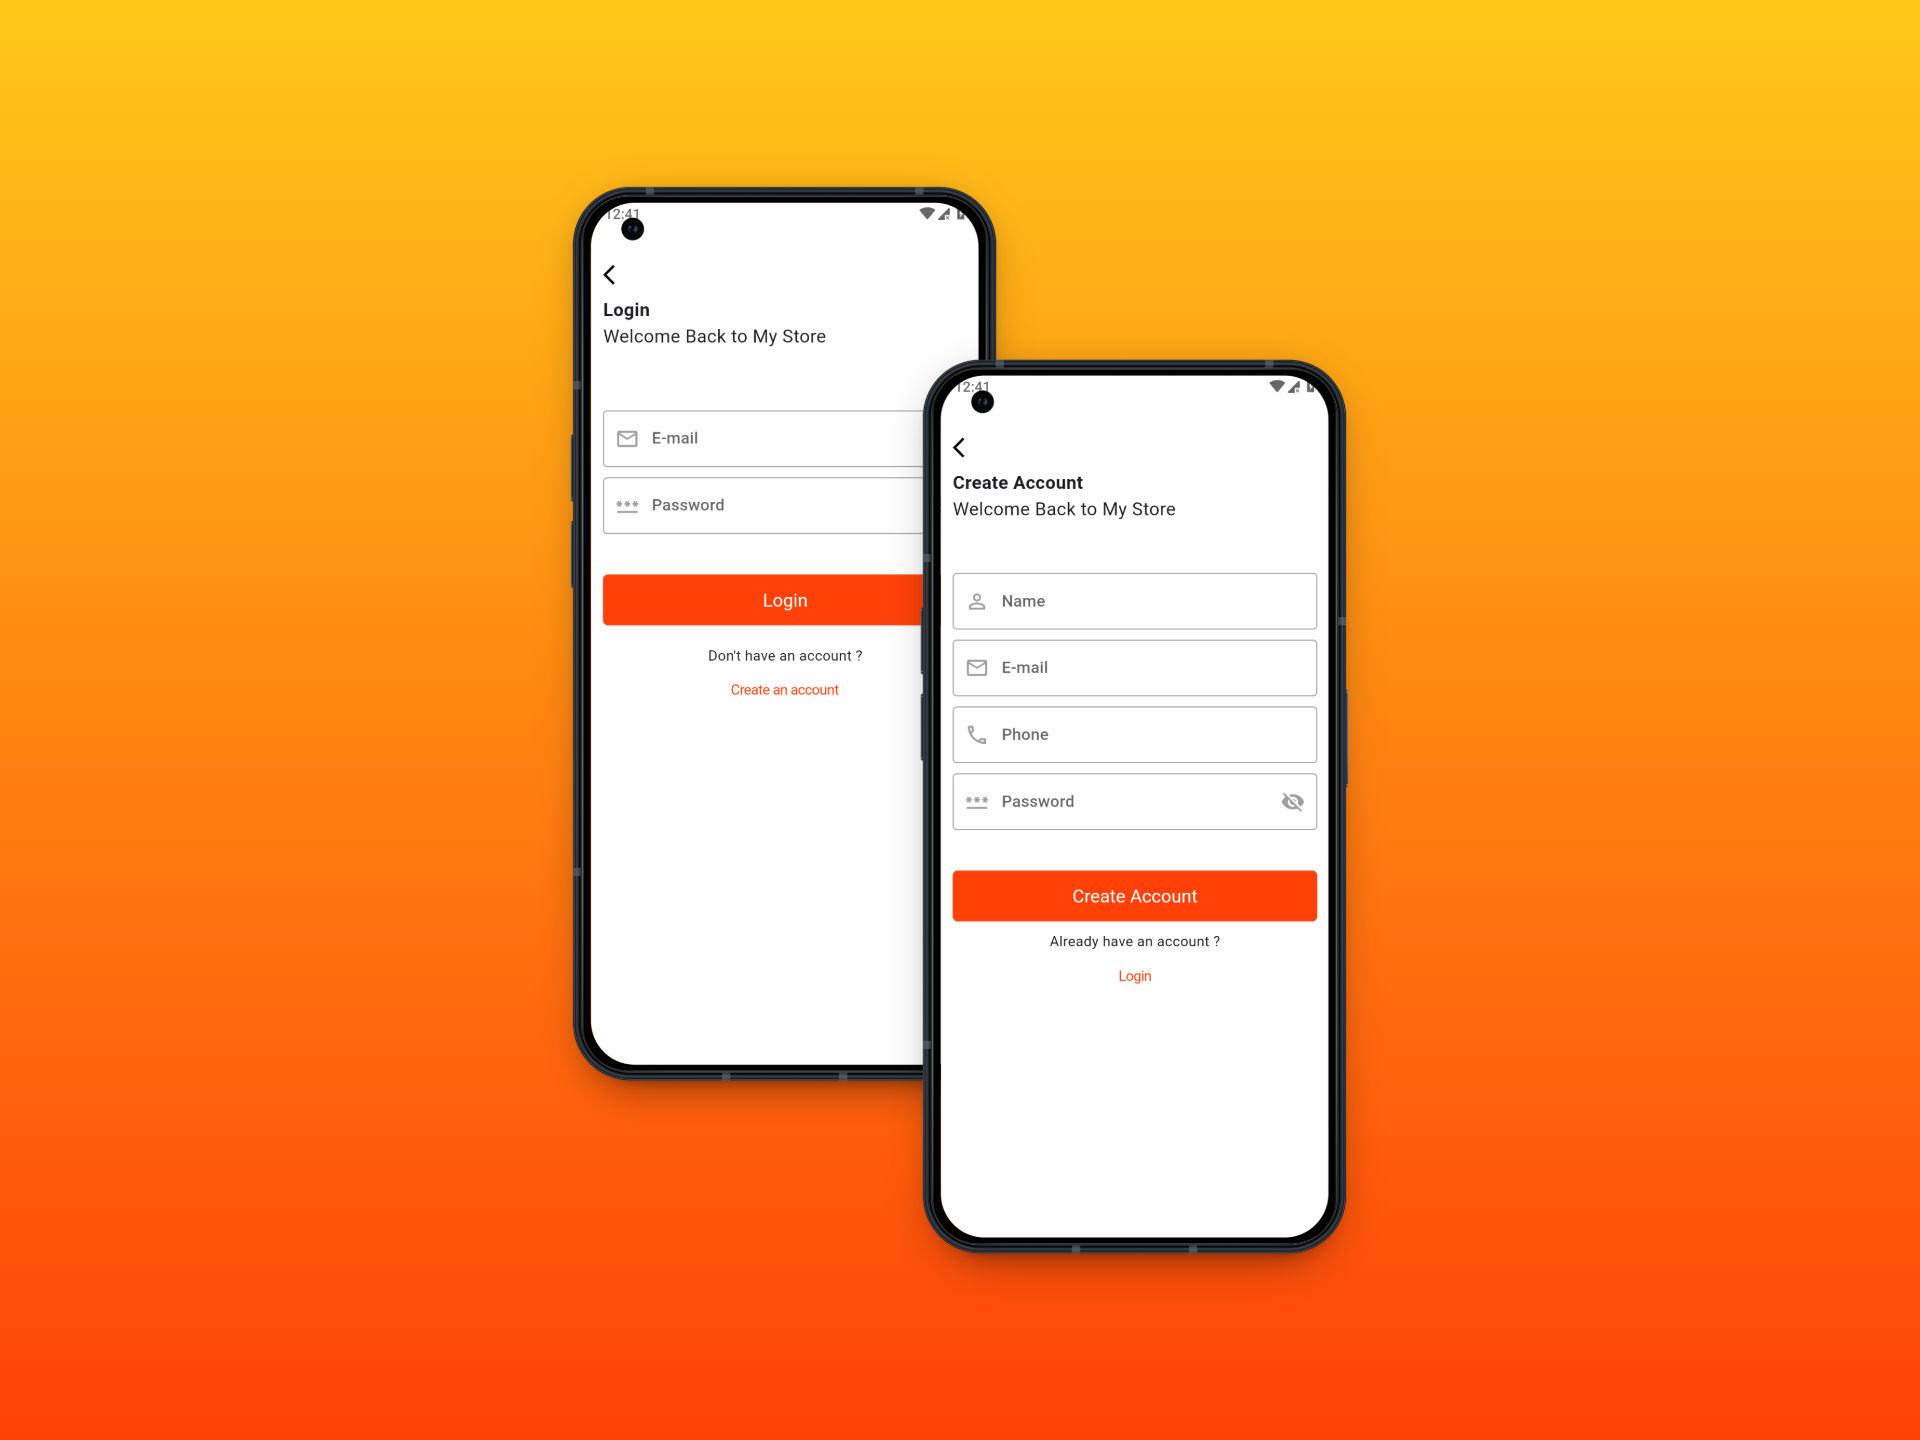 12:41
Login
Welcome Back to My Store
E-mail
Password
Login
Don't have an account ?
Create an account
12:41
Create Account
Welcome Back to My Store
Name
E-mail
Phone
Password
Create Account
Already have an account ?
Login